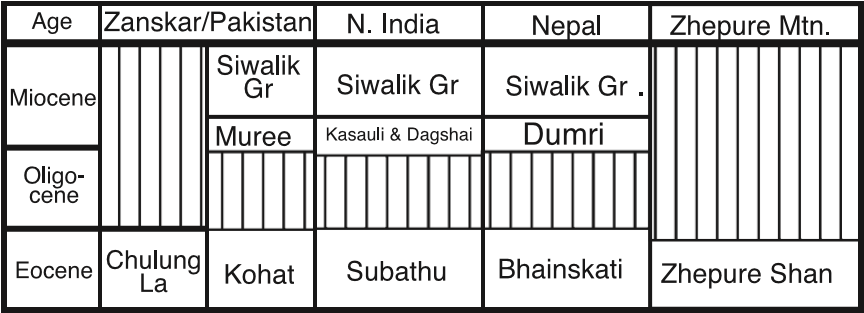 Age Zanskar/Pakistan N. India Nepal Zhepure Mtn.
Miocene
Siwalik
Gr
Siwalik Gr
Siwalik Gr .
Muree
Kasauli & Dagshai
Dumri
Oligo-
cene
Eocene
Chulung
La
Kohat
Subathu
Bhainskati
Zhepure Shan